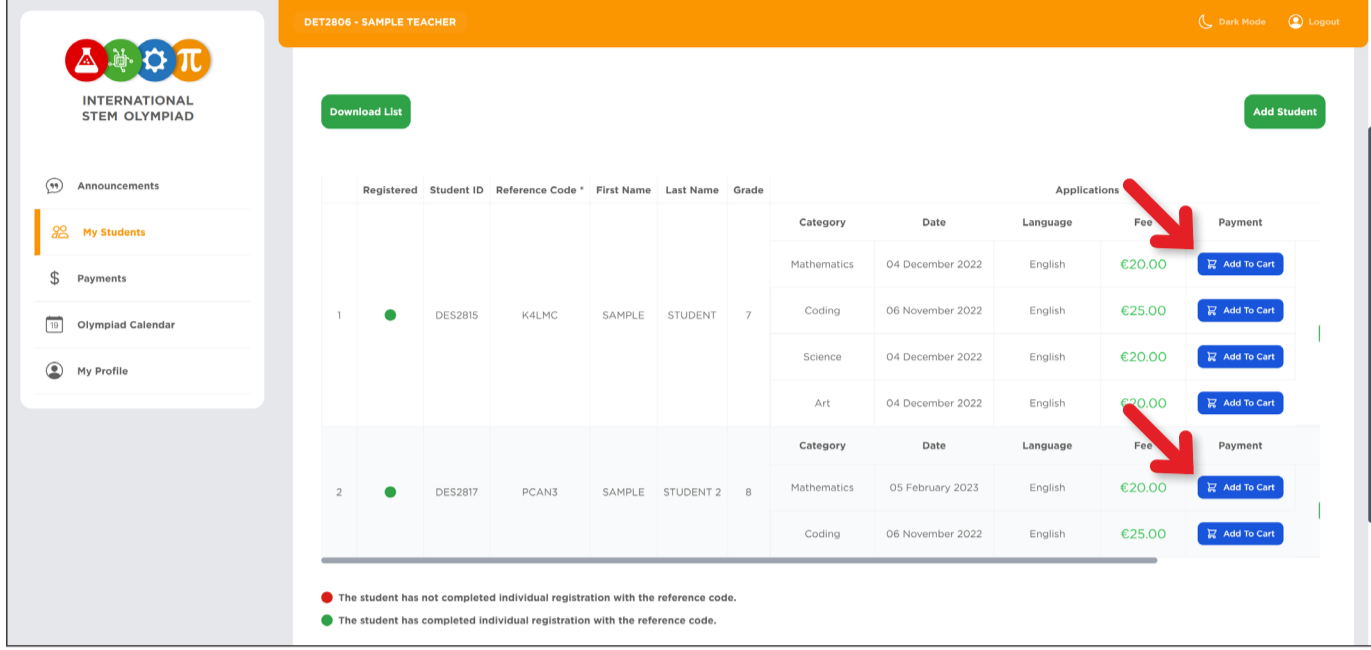 DET2806 - SAMPLE TEACHER
Dark Mode
Logout
π
INTERNATIONAL
STEM OLYMPIAD
Announcements
My Students
$ Payments
19 Olympiad Calendar
My Profile
Download List
Add Student
Registered Student ID Reference Code * First Name Last Name Grade Applications
Category Date Language Fee Payment
Mathematics 04 December 2022 English €20.00 Add To Cart
Coding 06 November 2022 English €25.00 Add To Cart
1 DES2815 K4LMC SAMPLE STUDENT 7
Science 04 December 2022 English €20.00 Add To Cart
Art 04 December 2022 English €20.00 Add To Cart
Category Date Language Fee Payment
Mathematics 05 February 2023 English €20.00 Add To Cart
2 DES2817 PCAN3 SAMPLE STUDENT 2 8
Coding 06 November 2022 English €25.00 Add To Cart
The student has not completed individual registration with the reference code.
The student has completed individual registration with the reference code.